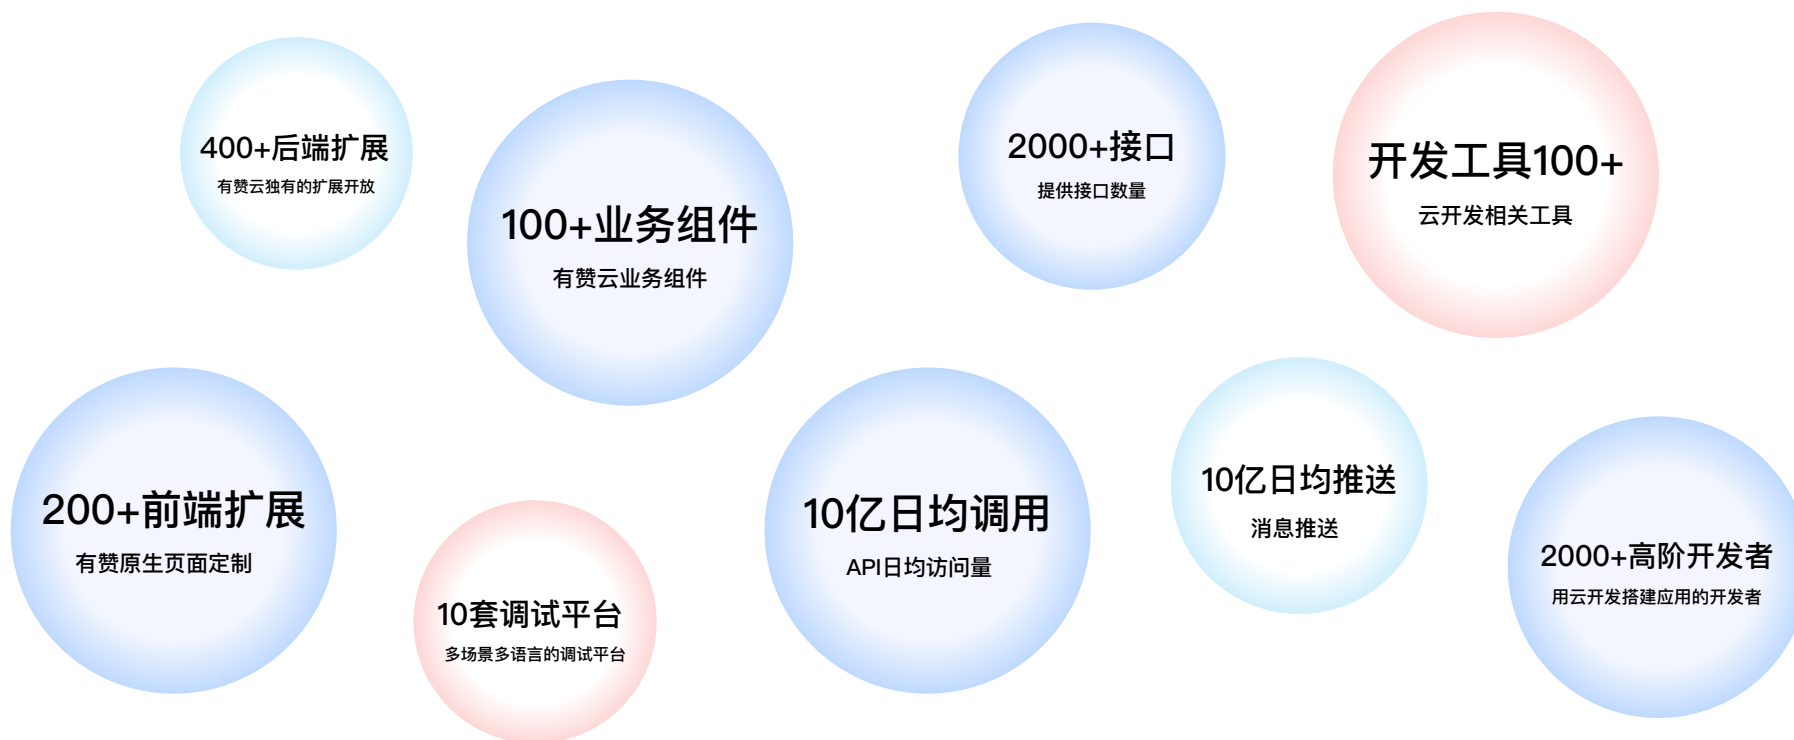 400+后端扩展
有赞云独有的扩展开放
100+业务组件
有赞云业务组件
2000+接口
提供接口数量
开发工具100+
云开发相关工具
200+前端扩展
有赞原生页面定制
10套调试平台
多场景多语言的调试平台
10亿日均调用
API日均访问量
10亿日均推送
消息推送
2000+高阶开发者
用云开发搭建应用的开发者